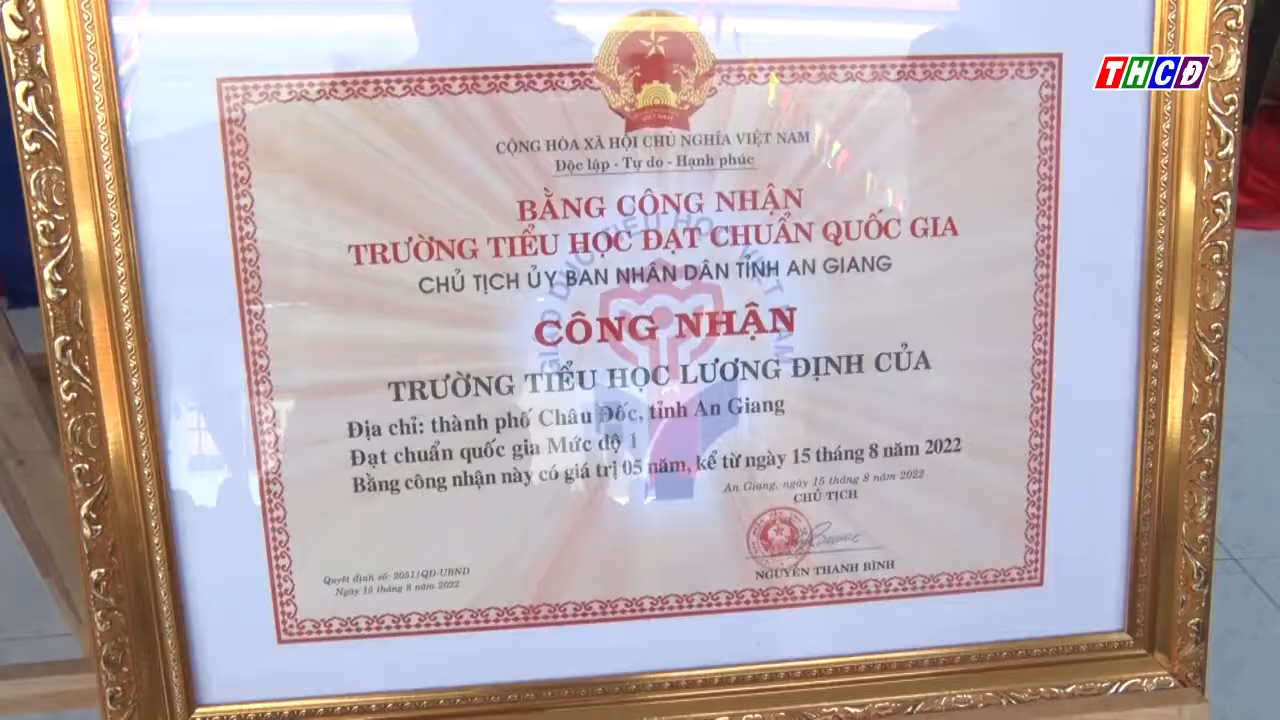 THCĐ
CỘNG HÒA XÃ HỘI CHỦ NGHĨA VIỆT NAM
Độc lập - Tự do - Hạnh phúc
BẰNG CÔNG NHẬN
TRƯỜNG TIỂU HỌC ĐẠT CHUẨN QUỐC GIA
CHỦ TỊCH ỦY BAN NHÂN DÂN TỈNH AN GIANG
CÔNG NHẬN
TRƯỜNG TIỂU HỌC LƯƠNG ĐỊNH CỦA
Địa chỉ: thành phố Châu Đốc, tỉnh An Giang
Đạt chuẩn quốc gia Mức độ 1
Bằng công nhận này có giá trị 05 năm, kể từ ngày 15 tháng 8 năm 2022
An Giang, ngày 15 tháng 8 năm 2022
CHỦ TỊCH
NGUYỄN THANH BÌNH
Quyết định số: 2051/QĐ-UBND
Ngày 15 tháng 8 năm 2022